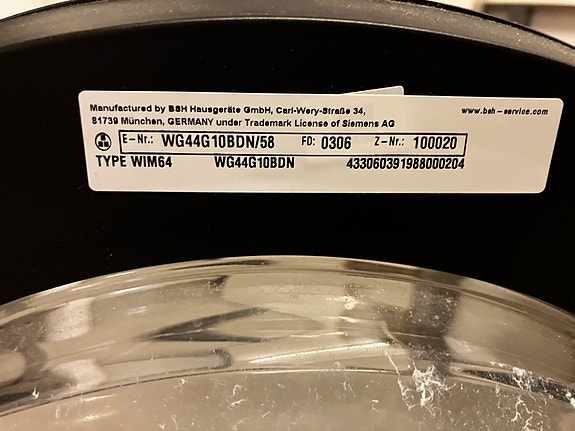 Manufactured by BSH Hausgeräte GmbH, Carl-Wery-Straße 34,
www.bsh-service.com
81739 München, GERMANY under Trademark License of Siemens AG
E-Nr.: WG44G10BDN/58 FD: 0306 Z-Nr.: 100020
TYPE WIM64 WG44G10BDN 433060391988000204